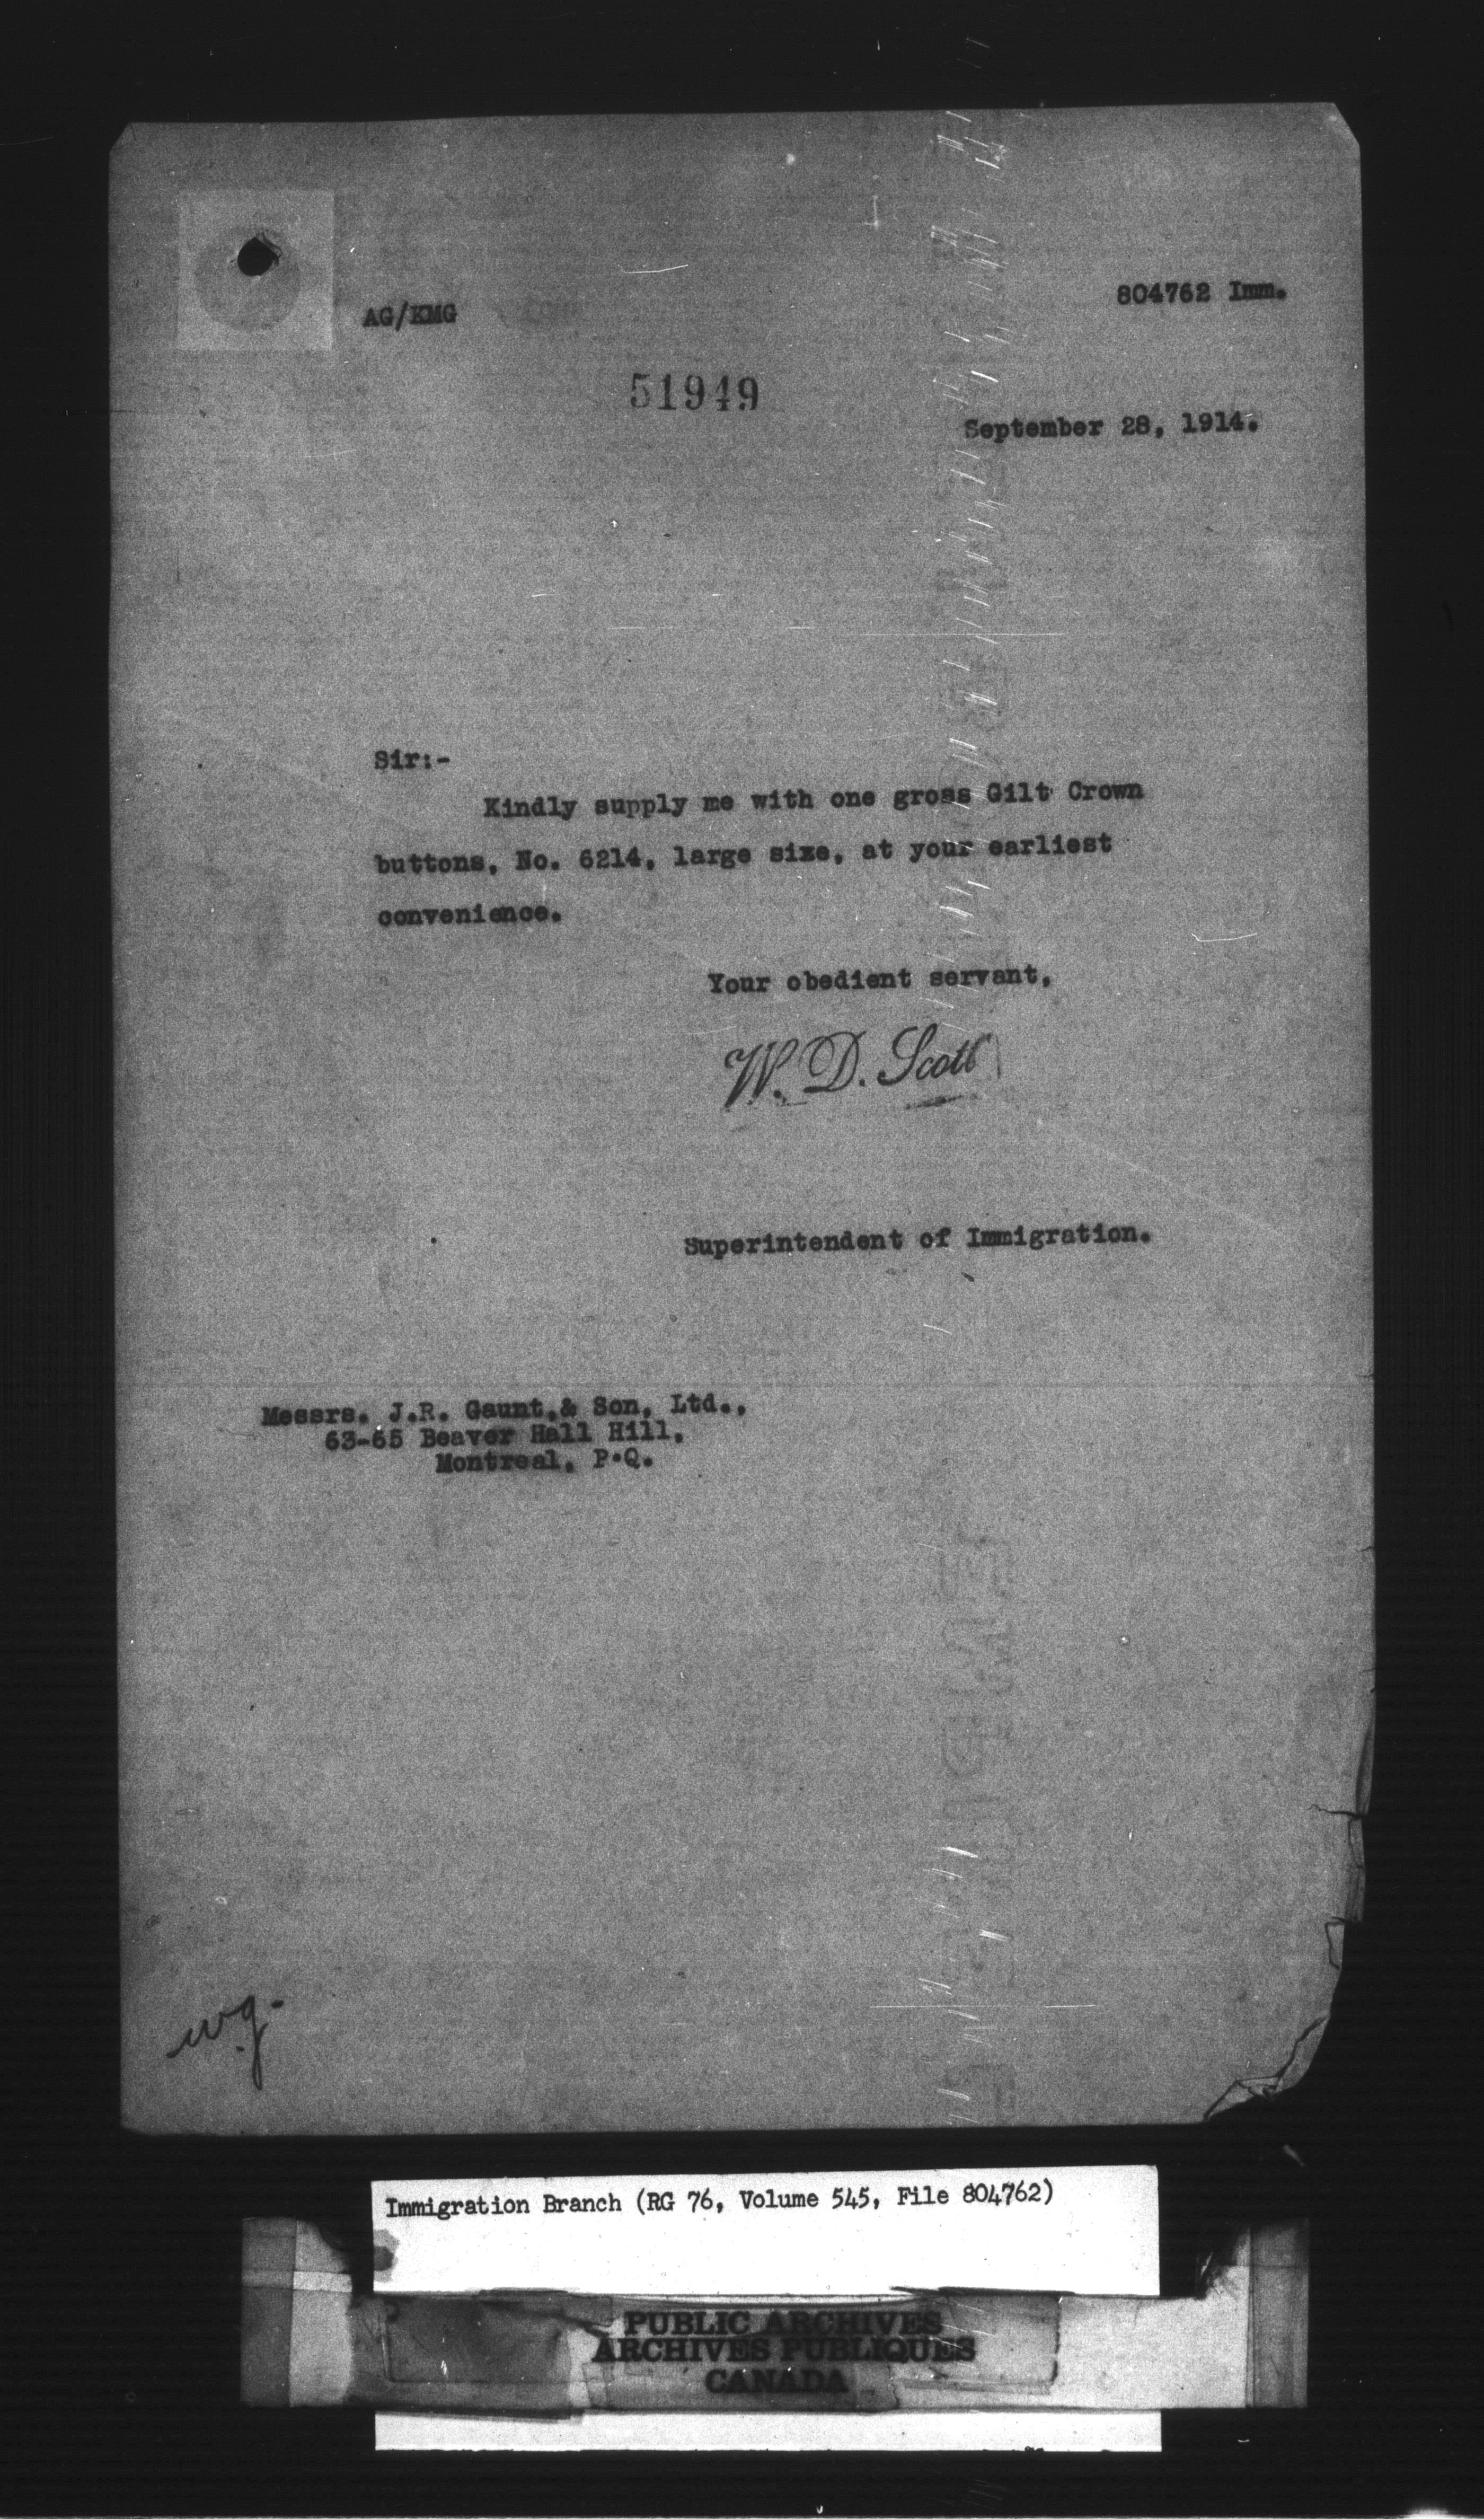 804762 Imm.
AG/KMG
51949
September 28, 1914.
Sir:-
Kindly supply me with one gross Gilt Crown
buttons, No. 6214, large size, at your earliest
convenience.
Your obedient servant,
W. D. Scott
Superintendent of Immigration.
Messrs. J.R. Gaunt,& Son, Ltd.,
63-65 Beaver Hall Hill,
Montreal, P.Q.
wg.
Immigration Branch (RG 76, Volume 545, File 804762)
PUBLIC ARCHIVES
ARCHIVES PUBLIQUES
CANADA